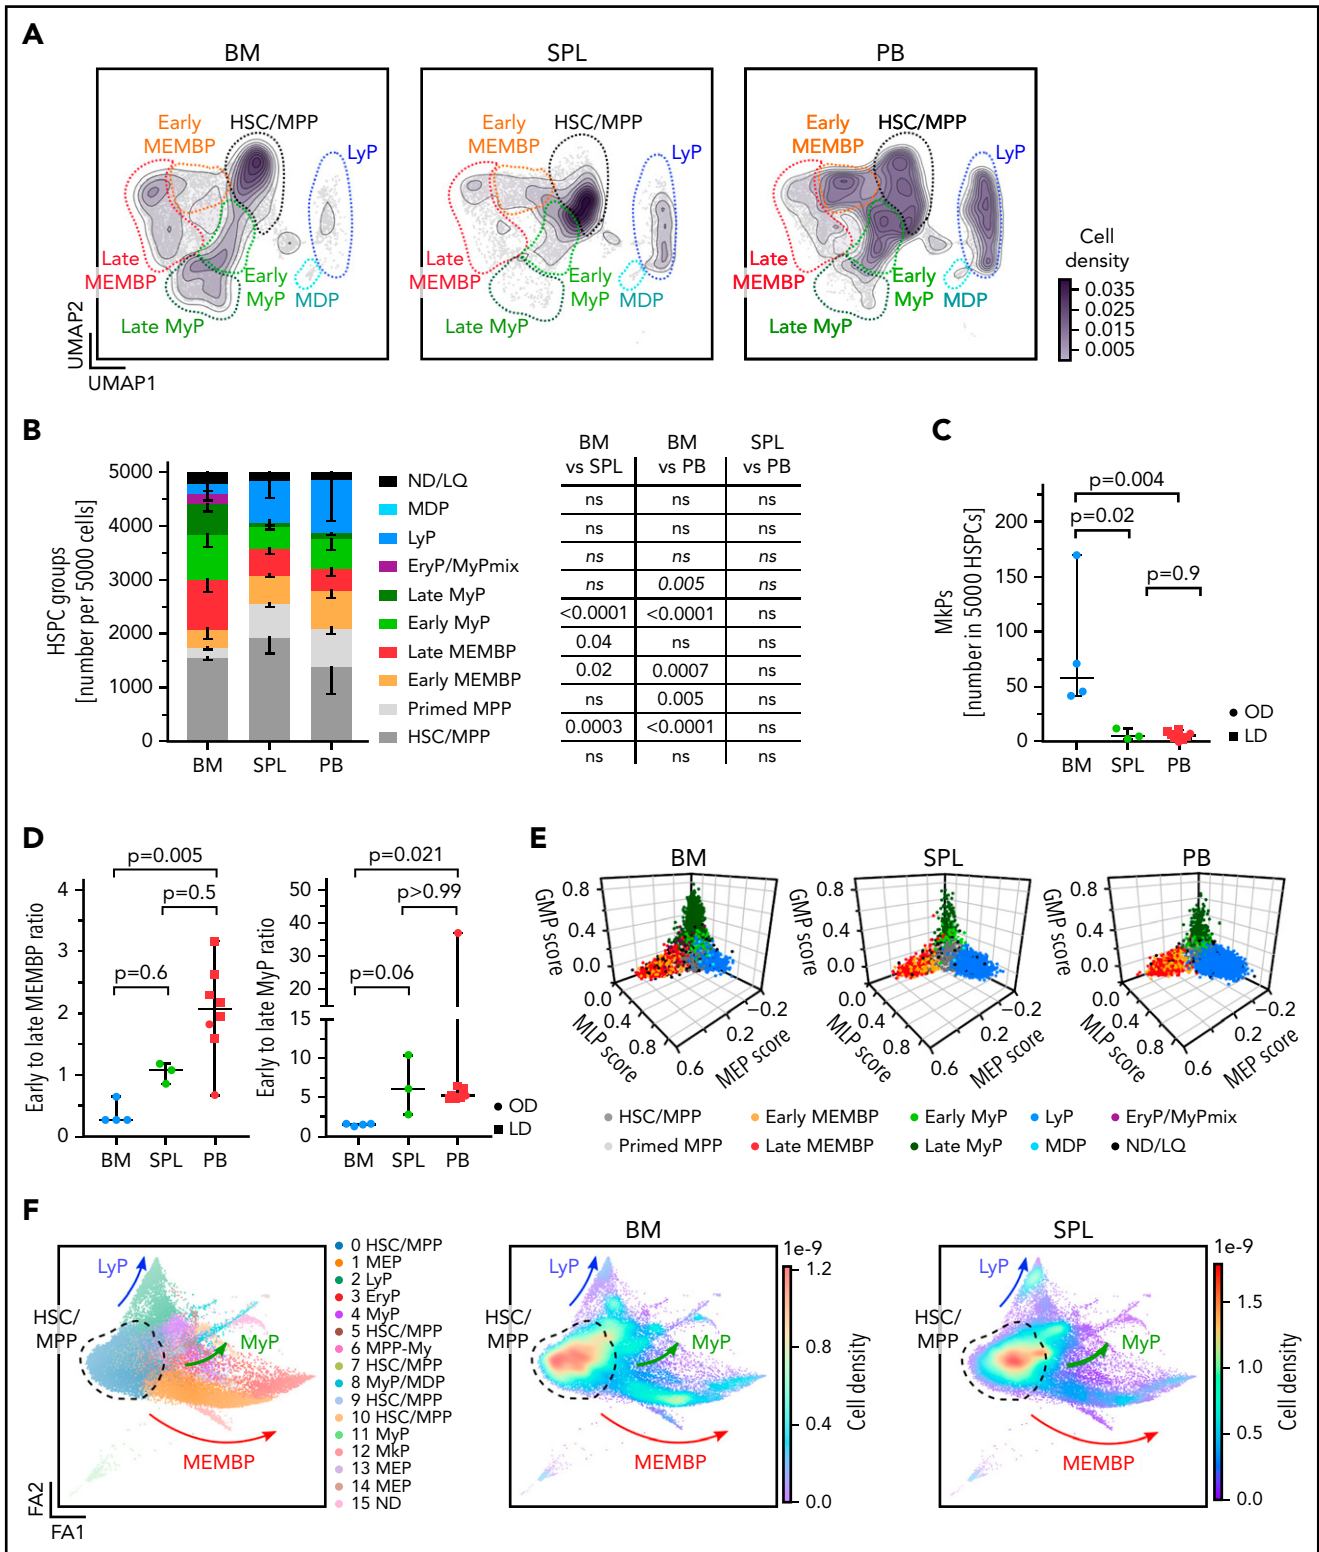 A
BM
SPL
PB
Early
MEMBP
HSC/MPP
LyP
Late
MEMBP
Early
MyP
MDP
Late MyP
Early
MEMBP
HSC/MPP
LyP
Late
MEMBP
Early
MyP
MDP
Late MyP
Early
MEMBP
HSC/MPP
LyP
Late
MEMBP
Early
MyP
MDP
Late MyP
Cell
density
0.035
0.025
0.015
0.005
UMAP2
UMAP1
B
HSPC groups
[number per 5000 cells]
5000
4000
3000
2000
1000
0
BM SPL PB
ND/LQ
MDP
LyP
EryP/MyPmix
Late MyP
Early MyP
Late MEMBP
Early MEMBP
Primed MPP
HSC/MPP
BM BM SPL
vs SPL vs PB vs PB
ns ns ns
ns ns ns
ns ns ns
ns 0.005 ns
<0.0001 <0.0001 ns
0.04 ns ns
0.02 0.0007 ns
ns 0.005 ns
0.0003 <0.0001 ns
ns ns ns
C
MkPs
[number in 5000 HSPCs]
p=0.004
p=0.02
p=0.9
200
150
100
50
0
BM SPL PB
OD
LD
D
Early to late MEMBP ratio
p=0.005
p=0.5
p=0.6
4
3
2
1
0
BM SPL PB
Early to late MyP ratio
p=0.021
p>0.99
p=0.06
50
40
30
20
15
10
5
0
BM SPL PB
OD
LD
E
BM
SPL
PB
GMP score
0.8
0.4
0.0
0.0
0.4
0.8
MLP score
0.6
0.2
−0.2
MEP score
GMP score
0.8
0.4
0.0
0.0
0.4
0.8
MLP score
0.6
0.2
−0.2
MEP score
GMP score
0.8
0.4
0.0
0.0
0.4
0.8
MLP score
0.6
0.2
−0.2
MEP score
HSC/MPP Early MEMBP Early MyP LyP EryP/MyPmix
Primed MPP Late MEMBP Late MyP MDP ND/LQ
F
LyP
HSC/
MPP
MyP
MEMBP
FA2
FA1
0 HSC/MPP
1 MEP
2 LyP
3 EryP
4 MyP
5 HSC/MPP
6 MPP-My
7 HSC/MPP
8 MyP/MDP
9 HSC/MPP
10 HSC/MPP
11 MyP
12 MkP
13 MEP
14 MEP
15 ND
BM
LyP
HSC/
MPP
MyP
MEMBP
1e-9
1.2
0.8
0.4
0.0
Cell density
SPL
LyP
HSC/
MPP
MyP
MEMBP
1e-9
1.5
1.0
0.5
0.0
Cell density